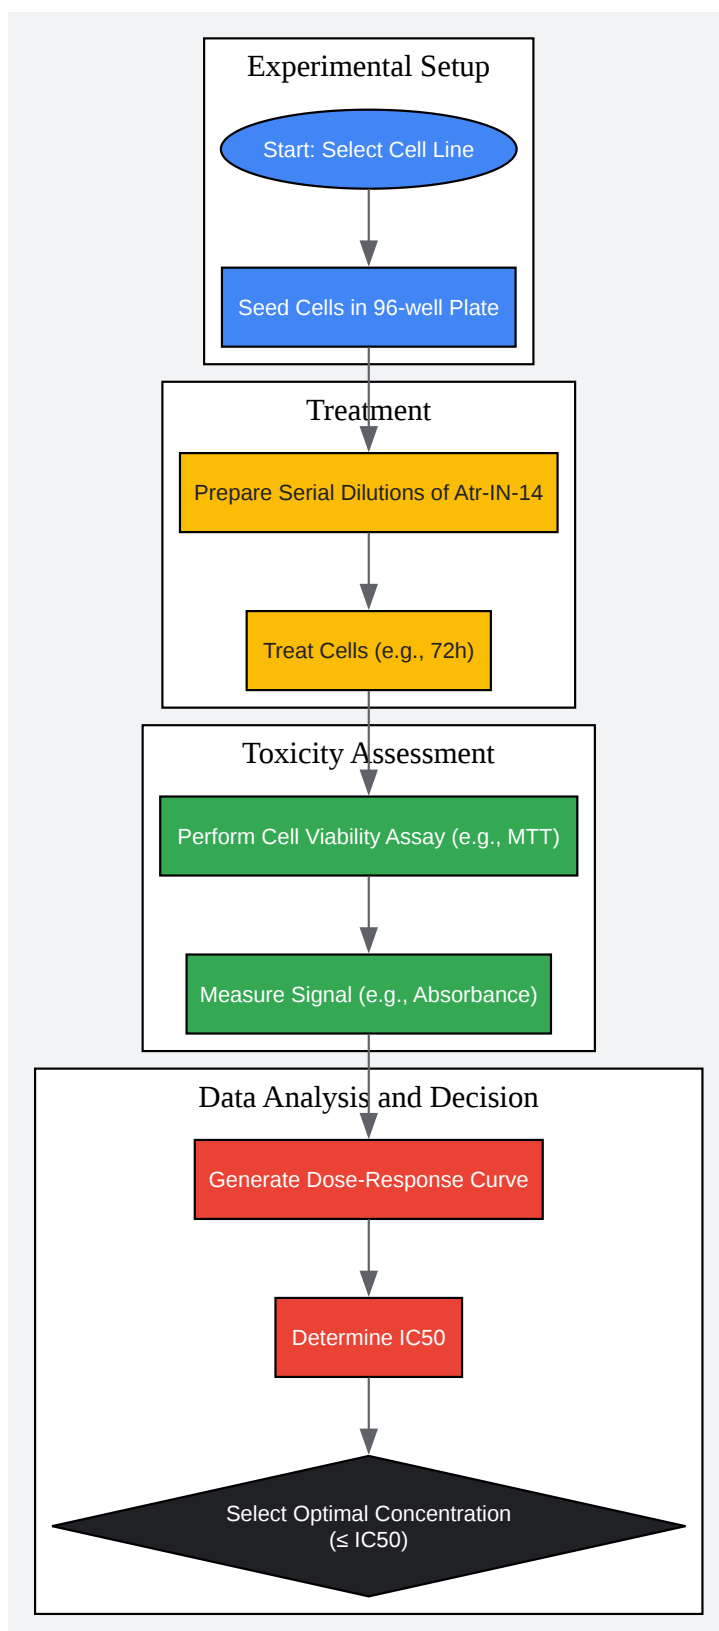 Experimental Setup
Start: Select Cell Line
Seed Cells in 96-well Plate
Treatment
Prepare Serial Dilutions of Atr-IN-14
Treat Cells (e.g., 72h)
Toxicity Assessment
Perform Cell Viability Assay (e.g., MTT)
Measure Signal (e.g., Absorbance)
Data Analysis and Decision
Generate Dose-Response Curve
Determine IC50
Select Optimal Concentration
(≤ IC50)